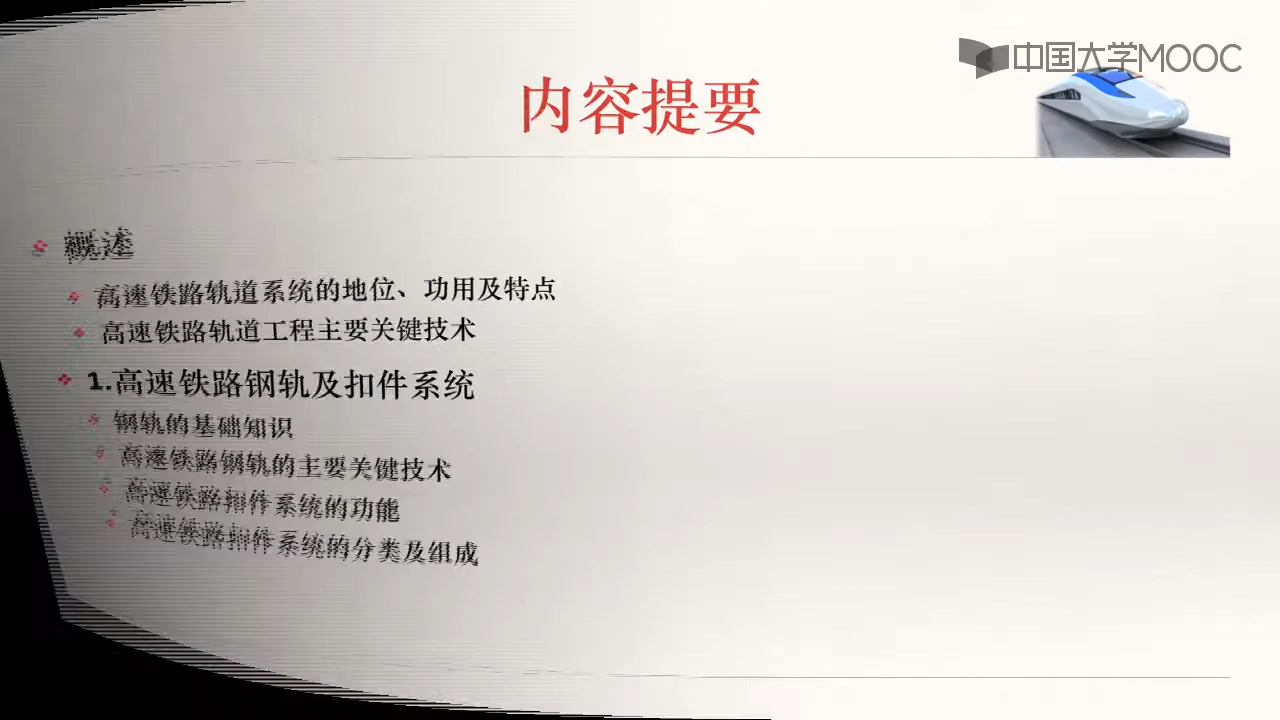 中国大学MOOC
内容提要
概述
高速铁路轨道系统的地位、功用及特点
高速铁路轨道工程主要关键技术
1.高速铁路钢轨及扣件系统
钢轨的基础知识
高速铁路钢轨的主要关键技术
高速铁路扣件系统的功能
高速铁路扣件系统的分类及组成